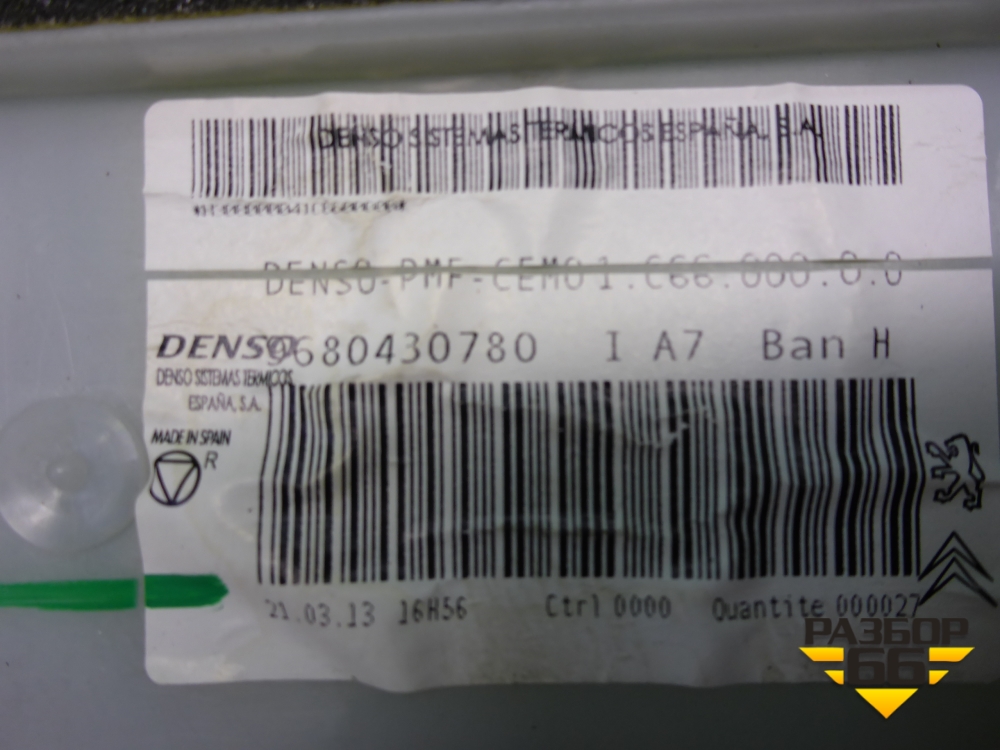 DENSO SISTEMAS TERMICOS ESPAÑA, S.A.
DENSO-PMF-CEM01.C66.000.0.0
DENSO
9680430780 I A7 Ban H
DENSO SISTEMAS TERMICOS
ESPAÑA, S.A.
MADE IN SPAIN
R
21.03.13 16H56 Ctrl 0000 Quantite 000027
РАЗБОР
66